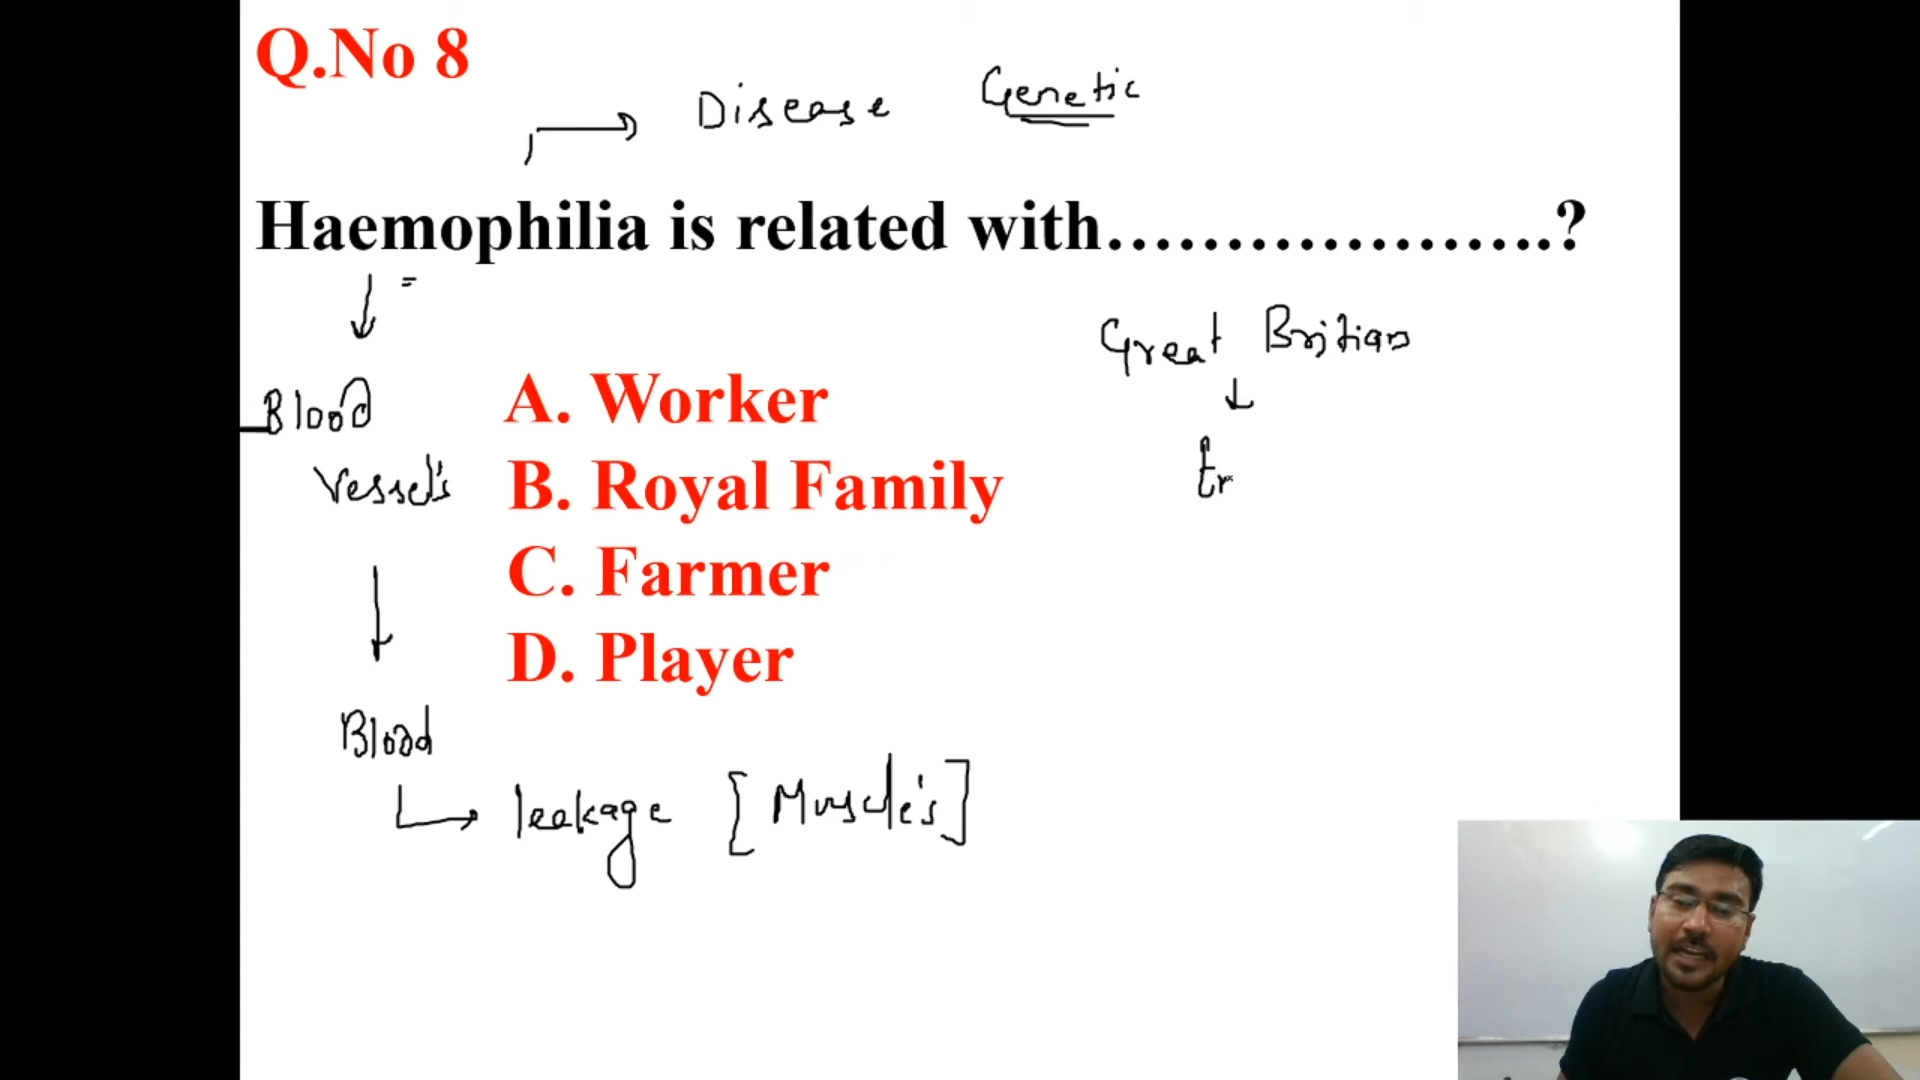 Q.No 8
Disease Genetic
Haemophilia is related with………………….?
Great Britian
Blood
A. Worker
Vessel's
B. Royal Family
C. Farmer
D. Player
Blood
leakage [Muscle's]